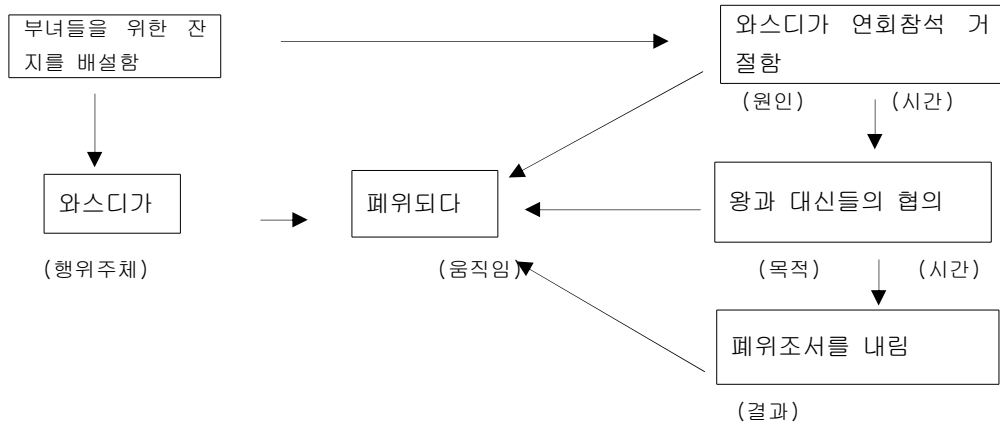 부녀들을 위한 잔
지를 배설함
와스디가 연회참석 거
절함
(원인) (시간)
와스디가
폐위되다
왕과 대신들의 협의
(행위주체)
(움직임)
(목적) (시간)
폐위조서를 내림
(결과)